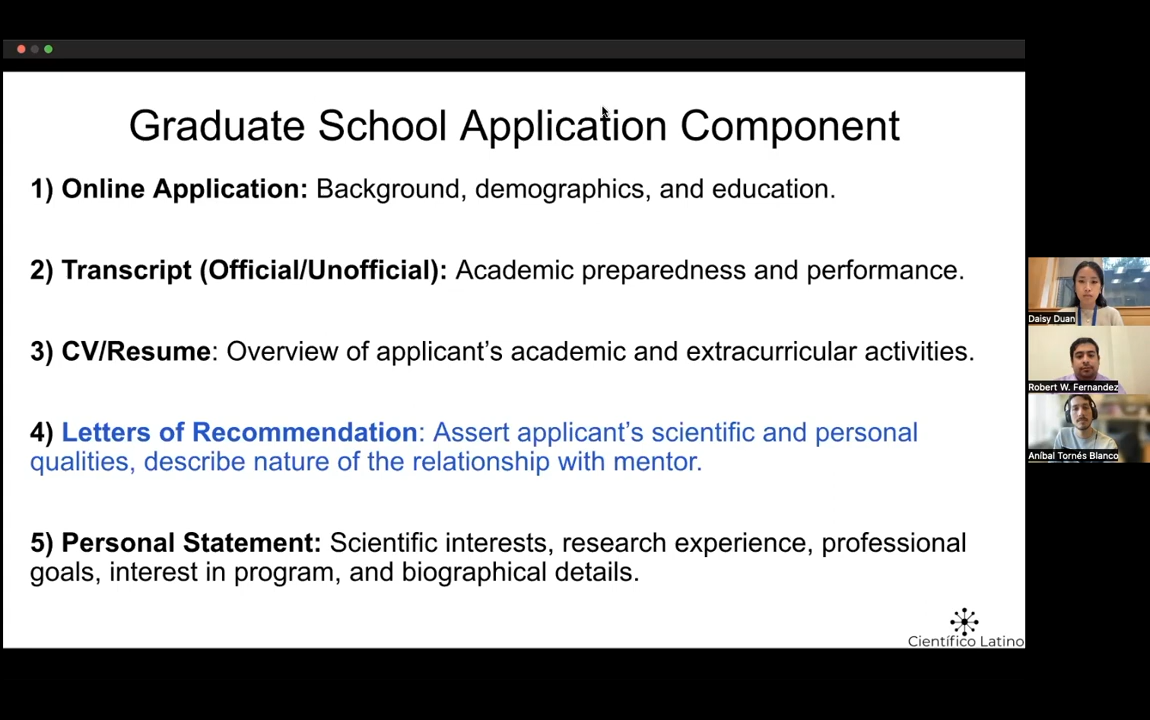 Graduate School Application Component
1) Online Application: Background, demographics, and education.
2) Transcript (Official/Unofficial): Academic preparedness and performance.
3) CV/Resume: Overview of applicant’s academic and extracurricular activities.
4) Letters of Recommendation: Assert applicant’s scientific and personal
qualities, describe nature of the relationship with mentor.
5) Personal Statement: Scientific interests, research experience, professional
goals, interest in program, and biographical details.
Científico Latino
Daisy Duan
Robert W. Fernandez
Aníbal Tornés Blanco